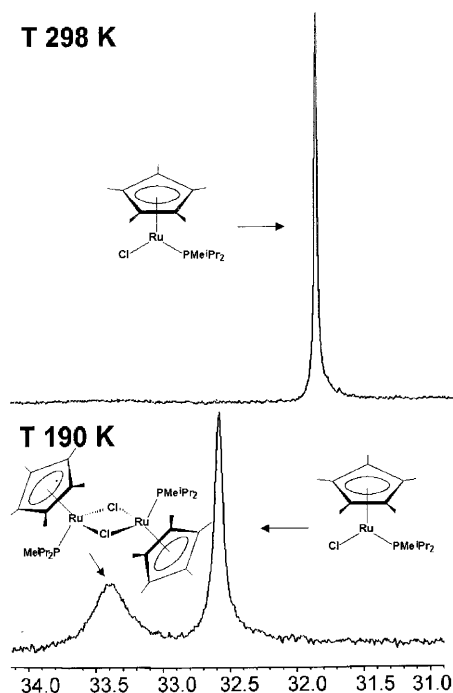 T 298 K
Ru
Cl
PMeiPr₂
T 190 K
PMeiPr₂
Cl
Ru
Ru
Cl
MeiPr₂P
Ru
Cl
PMeiPr₂
34.0 33.5 33.0 32.5 32.0 31.5 31.0